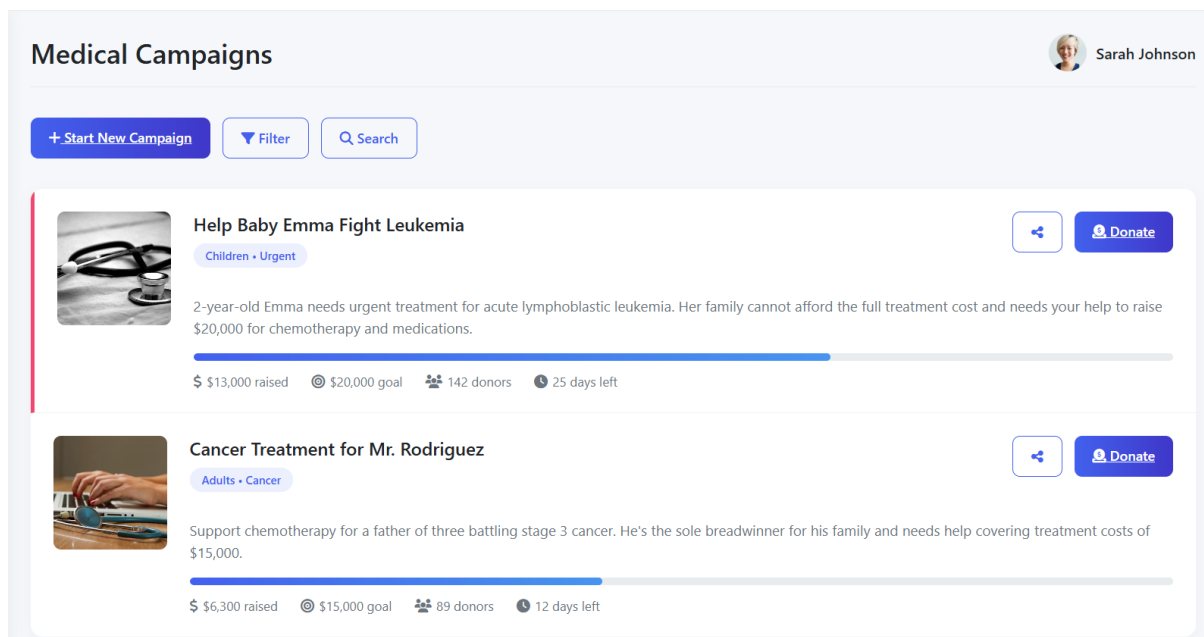 Medical Campaigns
Sarah Johnson
+ Start New Campaign
Filter
Search
Help Baby Emma Fight Leukemia
Donate
Children • Urgent
2-year-old Emma needs urgent treatment for acute lymphoblastic leukemia. Her family cannot afford the full treatment cost and needs your help to raise
$20,000 for chemotherapy and medications.
$ $13,000 raised
$20,000 goal
142 donors
25 days left
Cancer Treatment for Mr. Rodriguez
Donate
Adults • Cancer
Support chemotherapy for a father of three battling stage 3 cancer. He's the sole breadwinner for his family and needs help covering treatment costs of
$15,000.
$ $6,300 raised
$15,000 goal
89 donors
12 days left